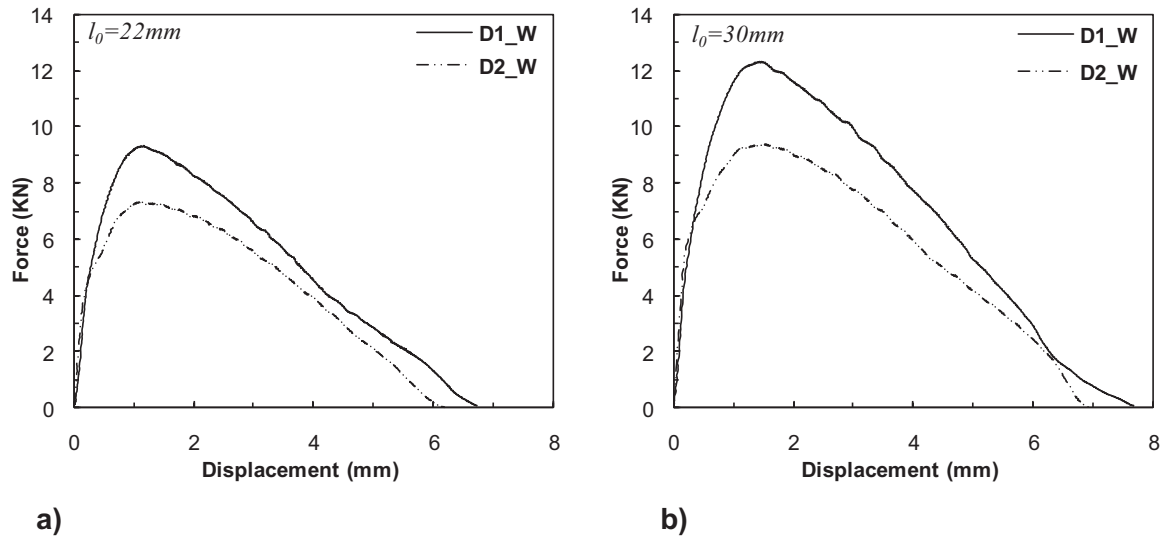 l0=22mm
D1_W
D2_W
14
12
10
8
6
4
2
0
Force (KN)
0 2 4 6 8
Displacement (mm)
a)
l0=30mm
D1_W
D2_W
14
12
10
8
6
4
2
0
Force (KN)
0 2 4 6 8
Displacement (mm)
b)